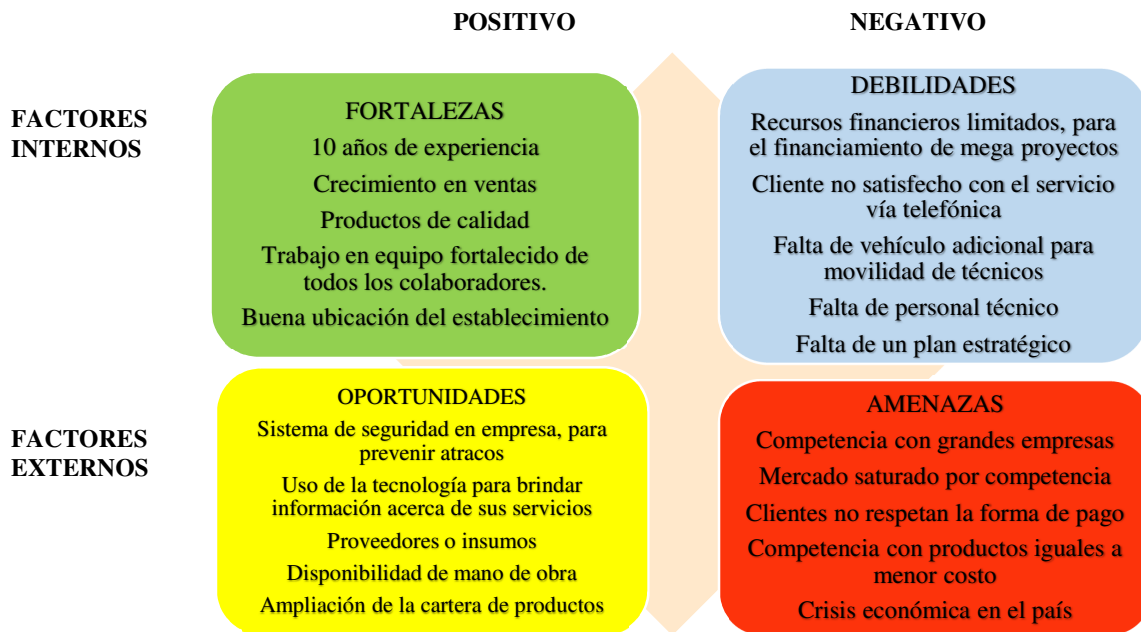 POSITIVO
NEGATIVO
FACTORES
INTERNOS
FORTALEZAS
10 años de experiencia
Crecimiento en ventas
Productos de calidad
Trabajo en equipo fortalecido de
todos los colaboradores.
Buena ubicación del establecimiento
DEBILIDADES
Recursos financieros limitados, para
el financiamiento de mega proyectos
Cliente no satisfecho con el servicio
vía telefónica
Falta de vehículo adicional para
movilidad de técnicos
Falta de personal técnico
Falta de un plan estratégico
FACTORES
EXTERNOS
OPORTUNIDADES
Sistema de seguridad en empresa, para
prevenir atracos
Uso de la tecnología para brindar
información acerca de sus servicios
Proveedores o insumos
Disponibilidad de mano de obra
Ampliación de la cartera de productos
AMENAZAS
Competencia con grandes empresas
Mercado saturado por competencia
Clientes no respetan la forma de pago
Competencia con productos iguales a
menor costo
Crisis económica en el país